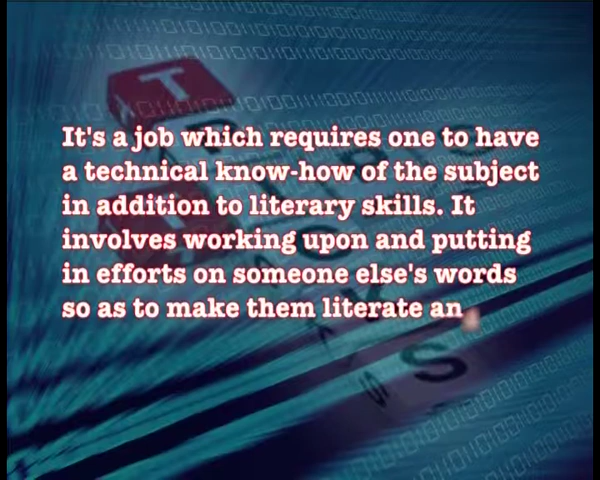 It's a job which requires one to have
a technical know-how of the subject
in addition to literary skills. It
involves working upon and putting
in efforts on someone else's words
so as to make them literate an